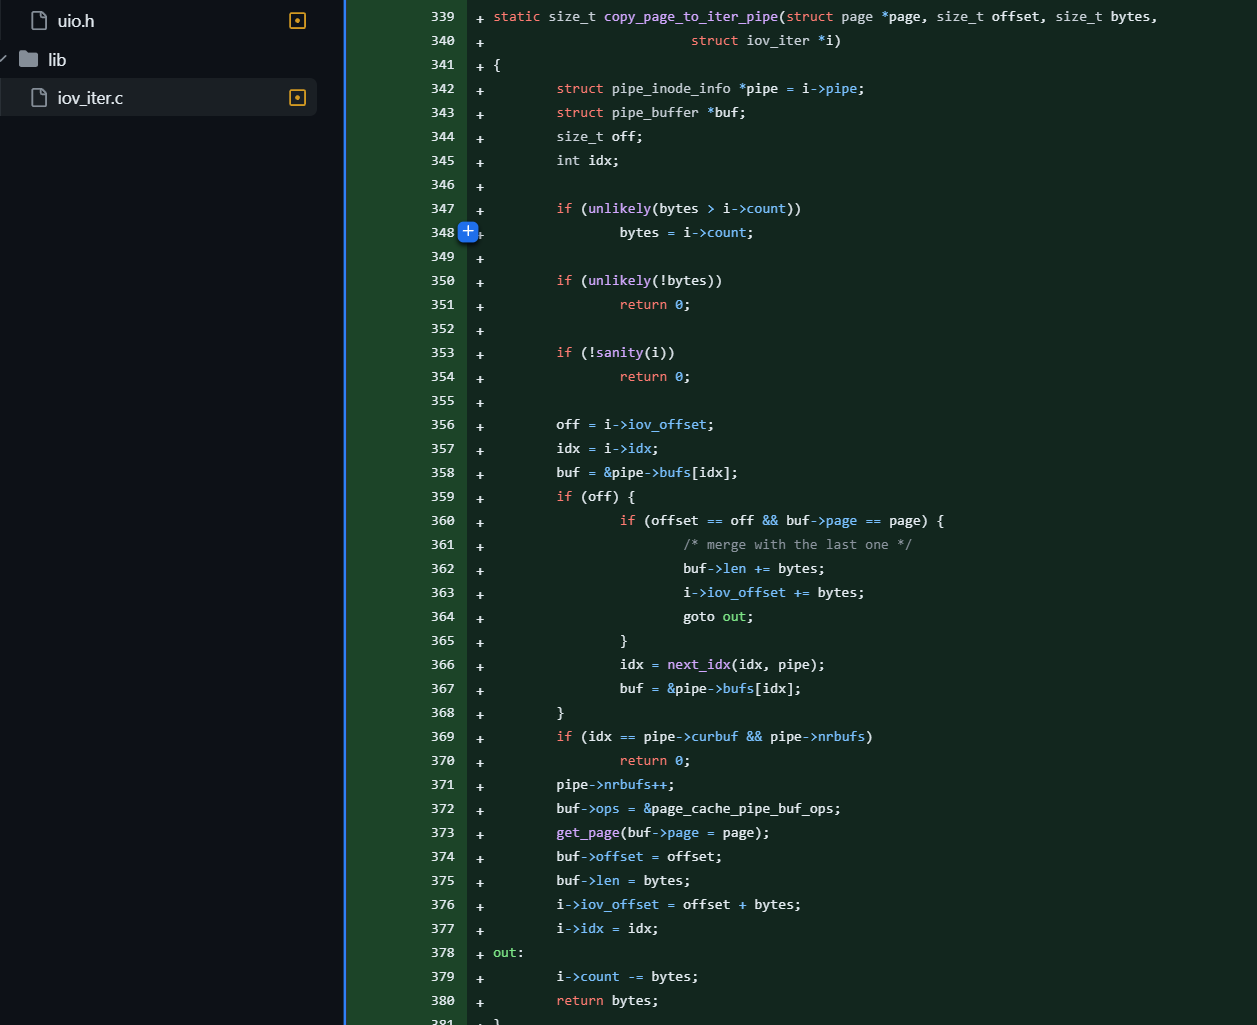 uio.h
lib
iov_iter.c
339 + static size_t copy_page_to_iter_pipe(struct page *page, size_t offset, size_t bytes,
340 + struct iov_iter *i)
341 + {
342 + struct pipe_inode_info *pipe = i->pipe;
343 + struct pipe_buffer *buf;
344 + size_t off;
345 + int idx;
346 +
347 + if (unlikely(bytes > i->count))
348 + bytes = i->count;
349 +
350 + if (unlikely(!bytes))
351 + return 0;
352 +
353 + if (!sanity(i))
354 + return 0;
355 +
356 + off = i->iov_offset;
357 + idx = i->idx;
358 + buf = &pipe->bufs[idx];
359 + if (off) {
360 + if (offset == off && buf->page == page) {
361 + /* merge with the last one */
362 + buf->len += bytes;
363 + i->iov_offset += bytes;
364 + goto out;
365 + }
366 + idx = next_idx(idx, pipe);
367 + buf = &pipe->bufs[idx];
368 + }
369 + if (idx == pipe->curbuf && pipe->nrbufs)
370 + return 0;
371 + pipe->nrbufs++;
372 + buf->ops = &page_cache_pipe_buf_ops;
373 + get_page(buf->page = page);
374 + buf->offset = offset;
375 + buf->len = bytes;
376 + i->iov_offset = offset + bytes;
377 + i->idx = idx;
378 + out:
379 + i->count -= bytes;
380 + return bytes;
381 + }